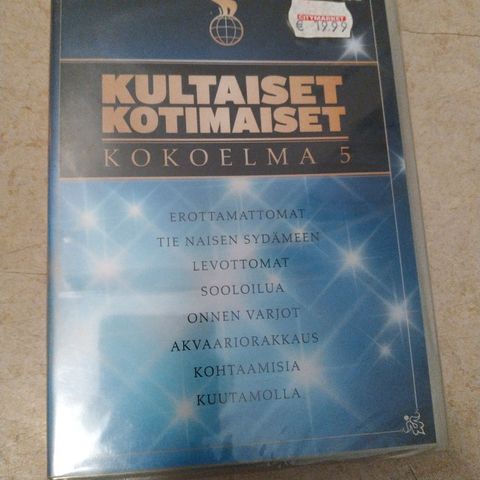 CITYMARKET
€ 19.99
KULTAISET
KOTIMAISET
KOKOELMA 5
EROTTAMATTOMAT
TIE NAISEN SYDÄMEEN
LEVOTTOMAT
SOOLOILUA
ONNEN VARJOT
AKVAARIORAKKAUS
KOHTAAMISIA
KUUTAMOLLA